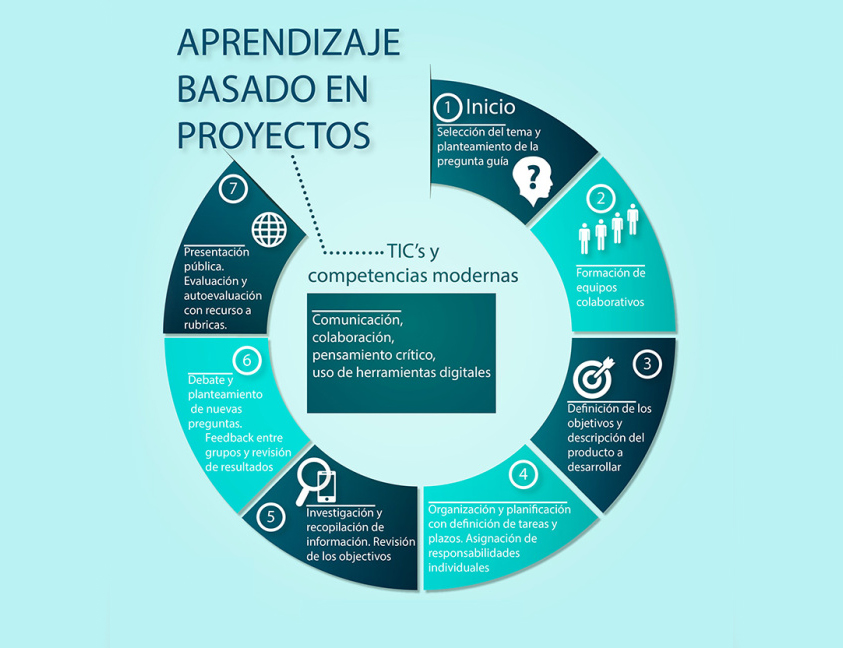 APRENDIZAJE
BASADO EN
PROYECTOS
1 Inicio
Selección del tema y
planteamiento de la
pregunta guía
?
2
Formación de
equipos
colaborativos
3
Definición de los
objetivos y
descripción del
producto a
desarrollar
4
Organización y planificación
con definición de tareas y
plazos. Asignación de
responsabilidades
individuales
5
Investigación y
recopilación de
información. Revisión
de los objectivos
6
Debate y
planteamiento
de nuevas
preguntas.
Feedback entre
grupos y revisión
de resultados
7
Presentación
pública.
Evaluación y
autoevaluación
con recurso a
rubricas.
TIC's y
competencias modernas
Comunicación,
colaboración,
pensamiento crítico,
uso de herramientas digitales